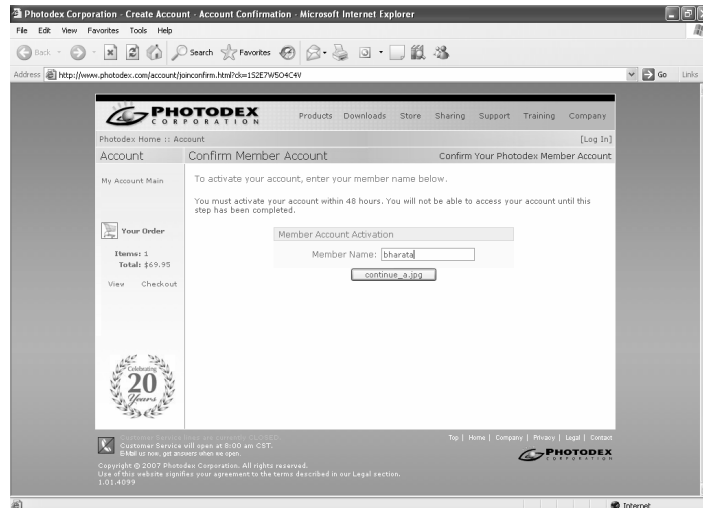 Photodex Corporation - Create Account - Account Confirmation - Microsoft Internet Explorer
File Edit View Favorites Tools Help
Back Search Favorites
Address http://www.photodex.com/account/joinconfirm.html?ck=1S2E7W5O4C4V Go Links
PHOTODEX
CORPORATION
Products Downloads Store Sharing Support Training Company
Photodex Home :: Account [Log In]
Account Confirm Member Account Confirm Your Photodex Member Account
My Account Main
To activate your account, enter your member name below.
You must activate your account within 48 hours. You will not be able to access your account until this
step has been completed.
Your Order
Items: 1
Total: $69.95
View Checkout
Member Account Activation
Member Name: bharata
continue_a.jpg
Celebrating
20
Years
Customer Service lines are currently CLOSED.
Customer Service will open at 8:00 am CST.
E-Mail us now, get answers when we open.
Top | Home | Company | Privacy | Legal | Contact
PHOTODEX
CORPORATION
Copyright © 2007 Photodex Corporation. All rights reserved.
Use of this website signifies your agreement to the terms described in our Legal section.
1.01.4099
Internet